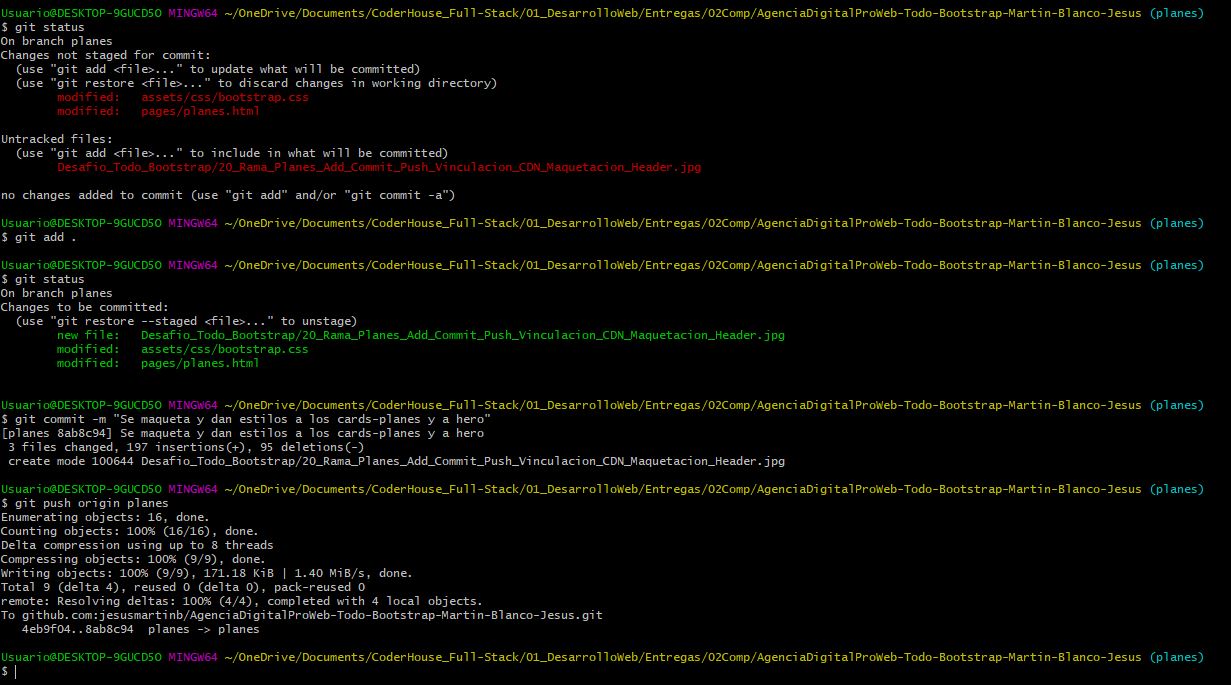 Usuario@DESKTOP-9GUCD5O MINGW64 ~/OneDrive/Documents/CoderHouse_Full-Stack/01_DesarrolloWeb/Entregas/02Comp/AgenciaDigitalProWeb-Todo-Bootstrap-Martin-Blanco-Jesus (planes)
$ git status
On branch planes
Changes not staged for commit:
  (use "git add <file>..." to update what will be committed)
  (use "git restore <file>..." to discard changes in working directory)
        modified:   assets/css/bootstrap.css
        modified:   pages/planes.html

Untracked files:
  (use "git add <file>..." to include in what will be committed)
        Desafio_Todo_Bootstrap/20_Rama_Planes_Add_Commit_Push_Vinculacion_CDN_Maquetacion_Header.jpg

no changes added to commit (use "git add" and/or "git commit -a")

Usuario@DESKTOP-9GUCD5O MINGW64 ~/OneDrive/Documents/CoderHouse_Full-Stack/01_DesarrolloWeb/Entregas/02Comp/AgenciaDigitalProWeb-Todo-Bootstrap-Martin-Blanco-Jesus (planes)
$ git add .

Usuario@DESKTOP-9GUCD5O MINGW64 ~/OneDrive/Documents/CoderHouse_Full-Stack/01_DesarrolloWeb/Entregas/02Comp/AgenciaDigitalProWeb-Todo-Bootstrap-Martin-Blanco-Jesus (planes)
$ git status
On branch planes
Changes to be committed:
  (use "git restore --staged <file>..." to unstage)
        new file:   Desafio_Todo_Bootstrap/20_Rama_Planes_Add_Commit_Push_Vinculacion_CDN_Maquetacion_Header.jpg
        modified:   assets/css/bootstrap.css
        modified:   pages/planes.html


Usuario@DESKTOP-9GUCD5O MINGW64 ~/OneDrive/Documents/CoderHouse_Full-Stack/01_DesarrolloWeb/Entregas/02Comp/AgenciaDigitalProWeb-Todo-Bootstrap-Martin-Blanco-Jesus (planes)
$ git commit -m "Se maqueta y dan estilos a los cards-planes y a hero"
[planes 8ab8c94] Se maqueta y dan estilos a los cards-planes y a hero
 3 files changed, 197 insertions(+), 95 deletions(-)
 create mode 100644 Desafio_Todo_Bootstrap/20_Rama_Planes_Add_Commit_Push_Vinculacion_CDN_Maquetacion_Header.jpg

Usuario@DESKTOP-9GUCD5O MINGW64 ~/OneDrive/Documents/CoderHouse_Full-Stack/01_DesarrolloWeb/Entregas/02Comp/AgenciaDigitalProWeb-Todo-Bootstrap-Martin-Blanco-Jesus (planes)
$ git push origin planes
Enumerating objects: 16, done.
Counting objects: 100% (16/16), done.
Delta compression using up to 8 threads
Compressing objects: 100% (9/9), done.
Writing objects: 100% (9/9), 171.18 KiB | 1.40 MiB/s, done.
Total 9 (delta 4), reused 0 (delta 0), pack-reused 0
remote: Resolving deltas: 100% (4/4), completed with 4 local objects.
To github.com:jesusmartinb/AgenciaDigitalProWeb-Todo-Bootstrap-Martin-Blanco-Jesus.git
   4eb9f04..8ab8c94  planes -> planes

Usuario@DESKTOP-9GUCD5O MINGW64 ~/OneDrive/Documents/CoderHouse_Full-Stack/01_DesarrolloWeb/Entregas/02Comp/AgenciaDigitalProWeb-Todo-Bootstrap-Martin-Blanco-Jesus (planes)
$